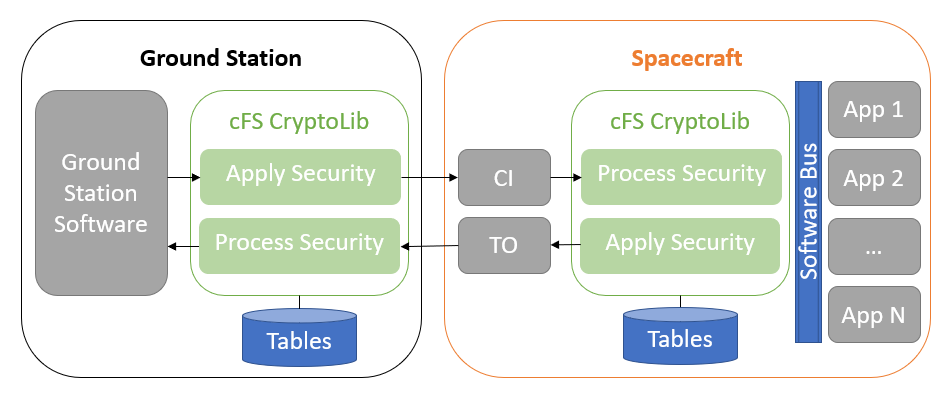 Ground Station
Spacecraft
Ground
Station
Software
cFS CryptoLib
Apply Security
Process Security
Tables
CI
TO
cFS CryptoLib
Process Security
Apply Security
Tables
Software Bus
App 1
App 2
...
App N